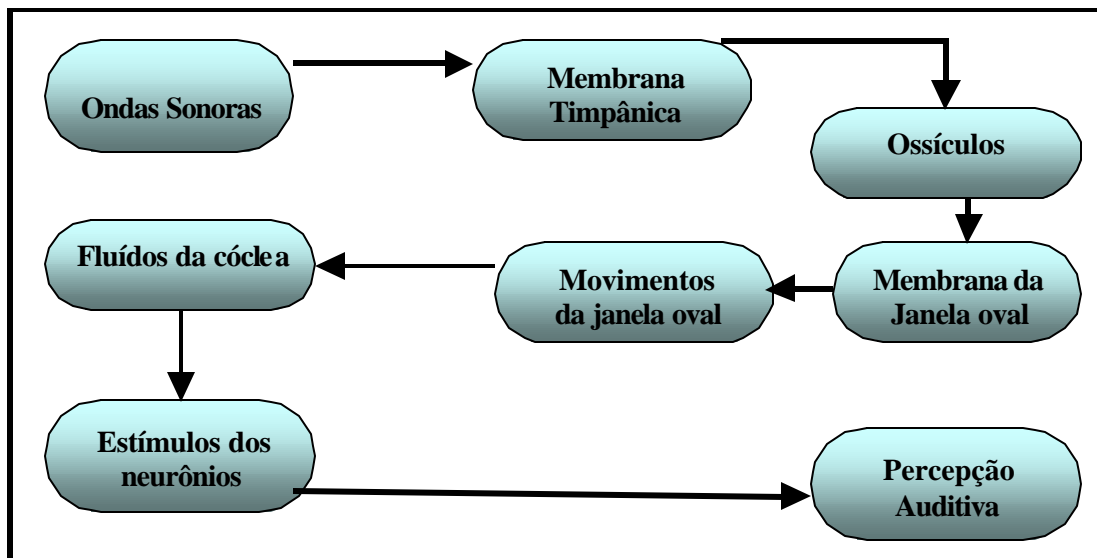 Ondas Sonoras
Membrana
Timpânica
Ossículos
Membrana da
Janela oval
Movimentos
da janela oval
Fluídos da cóclea
Estímulos dos
neurônios
Percepção
Auditiva